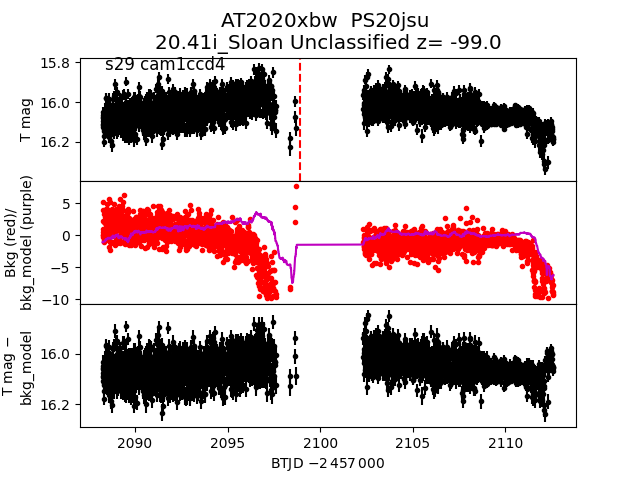 AT2020xbw  PS20jsu
20.41i_Sloan Unclassified z= -99.0
s29 cam1ccd4
T mag
15.8
16.0
16.2
Bkg (red)/
bkg_model (purple)
5
0
−5
−10
T mag −
bkg_model
16.0
16.2
2090
2095
2100
2105
2110
BTJD −2 457 000